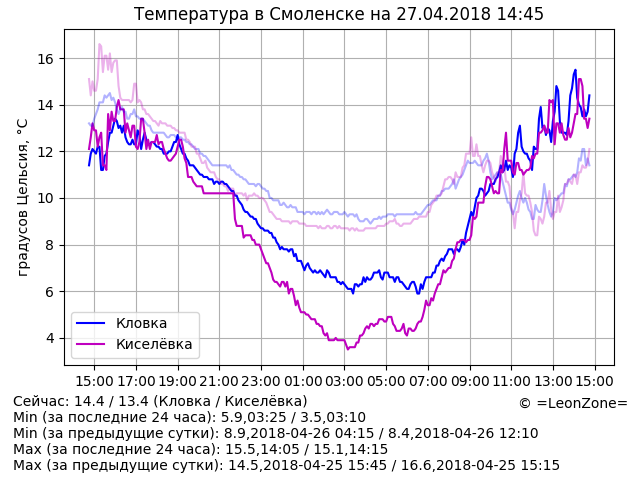 Температура в Смоленске на 27.04.2018 14:45
градусов Цельсия, °C
16
14
12
10
8
6
4
Кловка
Киселёвка
15:00 17:00 19:00 21:00 23:00 01:00 03:00 05:00 07:00 09:00 11:00 13:00 15:00
Сейчас: 14.4 / 13.4 (Кловка / Киселёвка)
© =LeonZone=
Min (за последние 24 часа): 5.9,03:25 / 3.5,03:10
Min (за предыдущие сутки): 8.9,2018-04-26 04:15 / 8.4,2018-04-26 12:10
Max (за последние 24 часа): 15.5,14:05 / 15.1,14:15
Max (за предыдущие сутки): 14.5,2018-04-25 15:45 / 16.6,2018-04-25 15:15